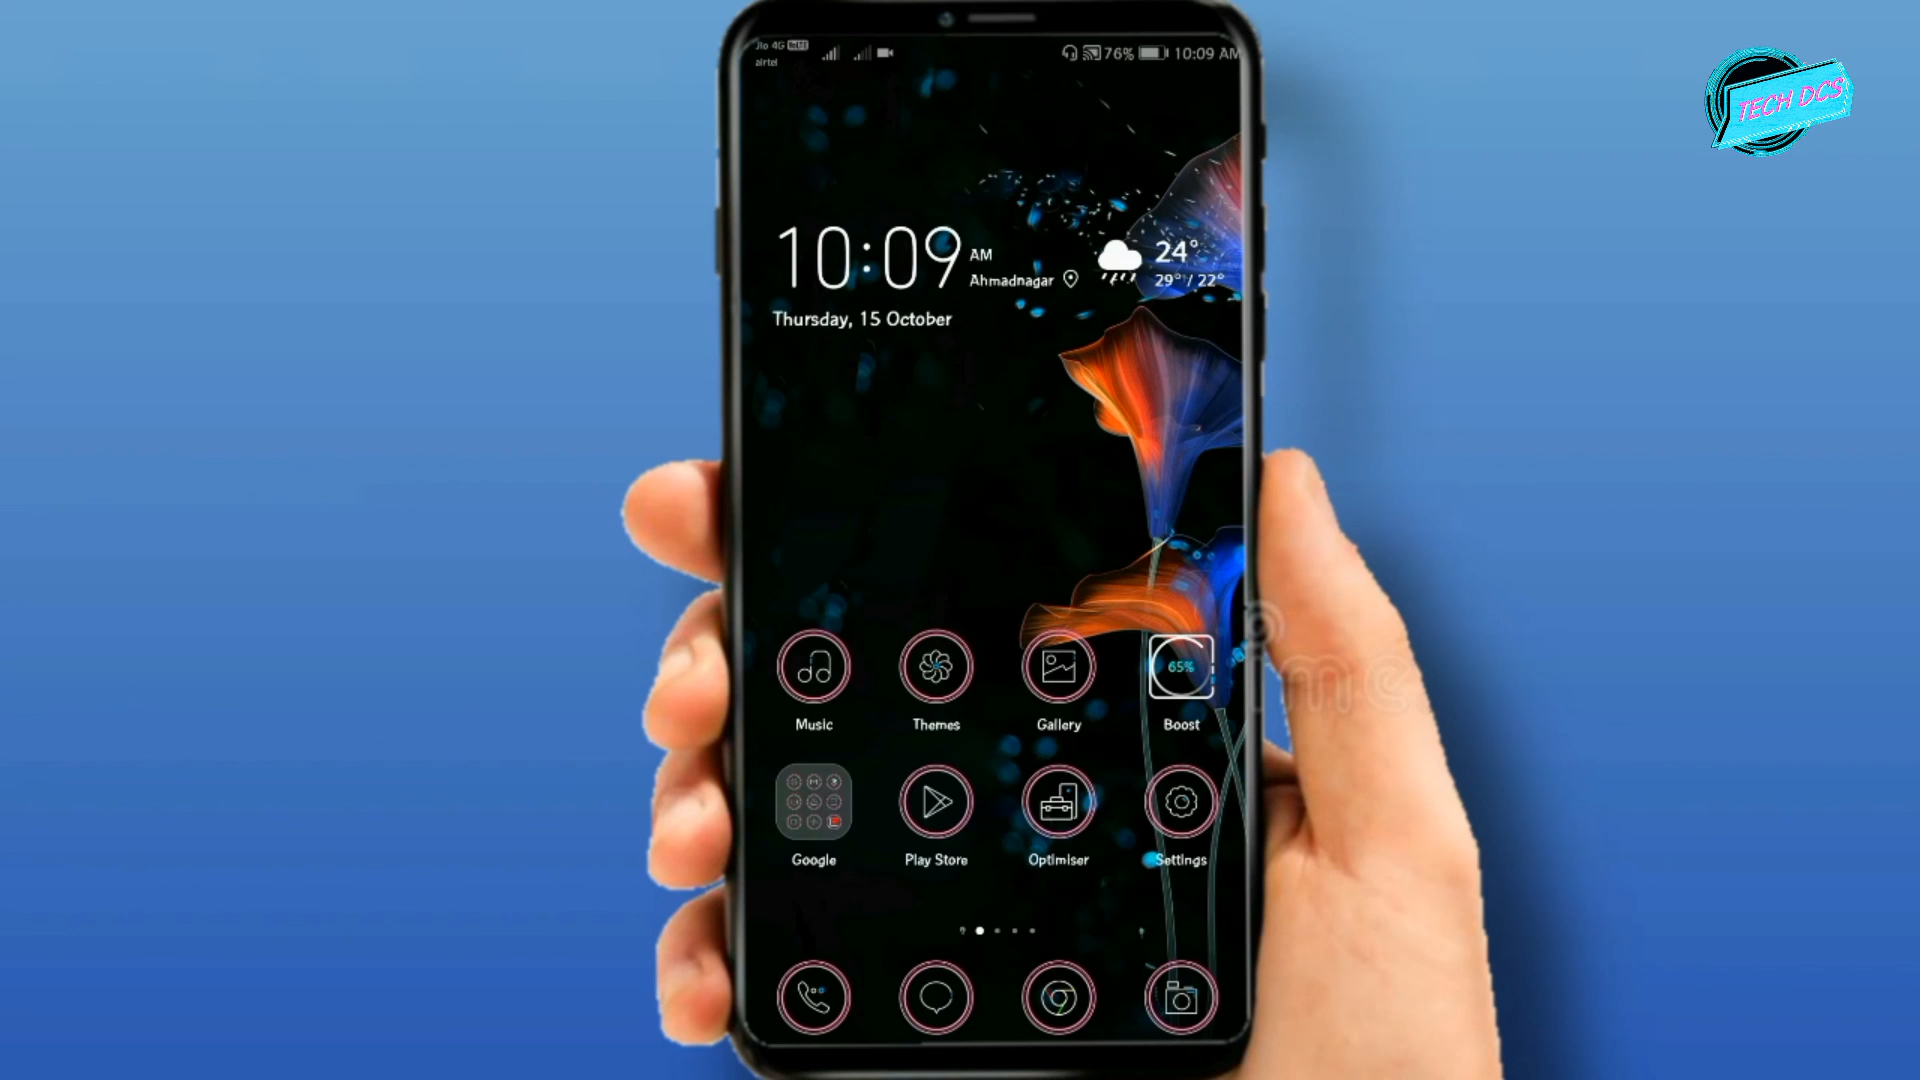 Jio 4G VoLTE
airtel
76% 10:09 AM
TECH DCS
10:09 AM
Ahmadnagar
24°
29° / 22°
Thursday, 15 October
65%
Music Themes Gallery Boost
Google Play Store Optimiser Settings